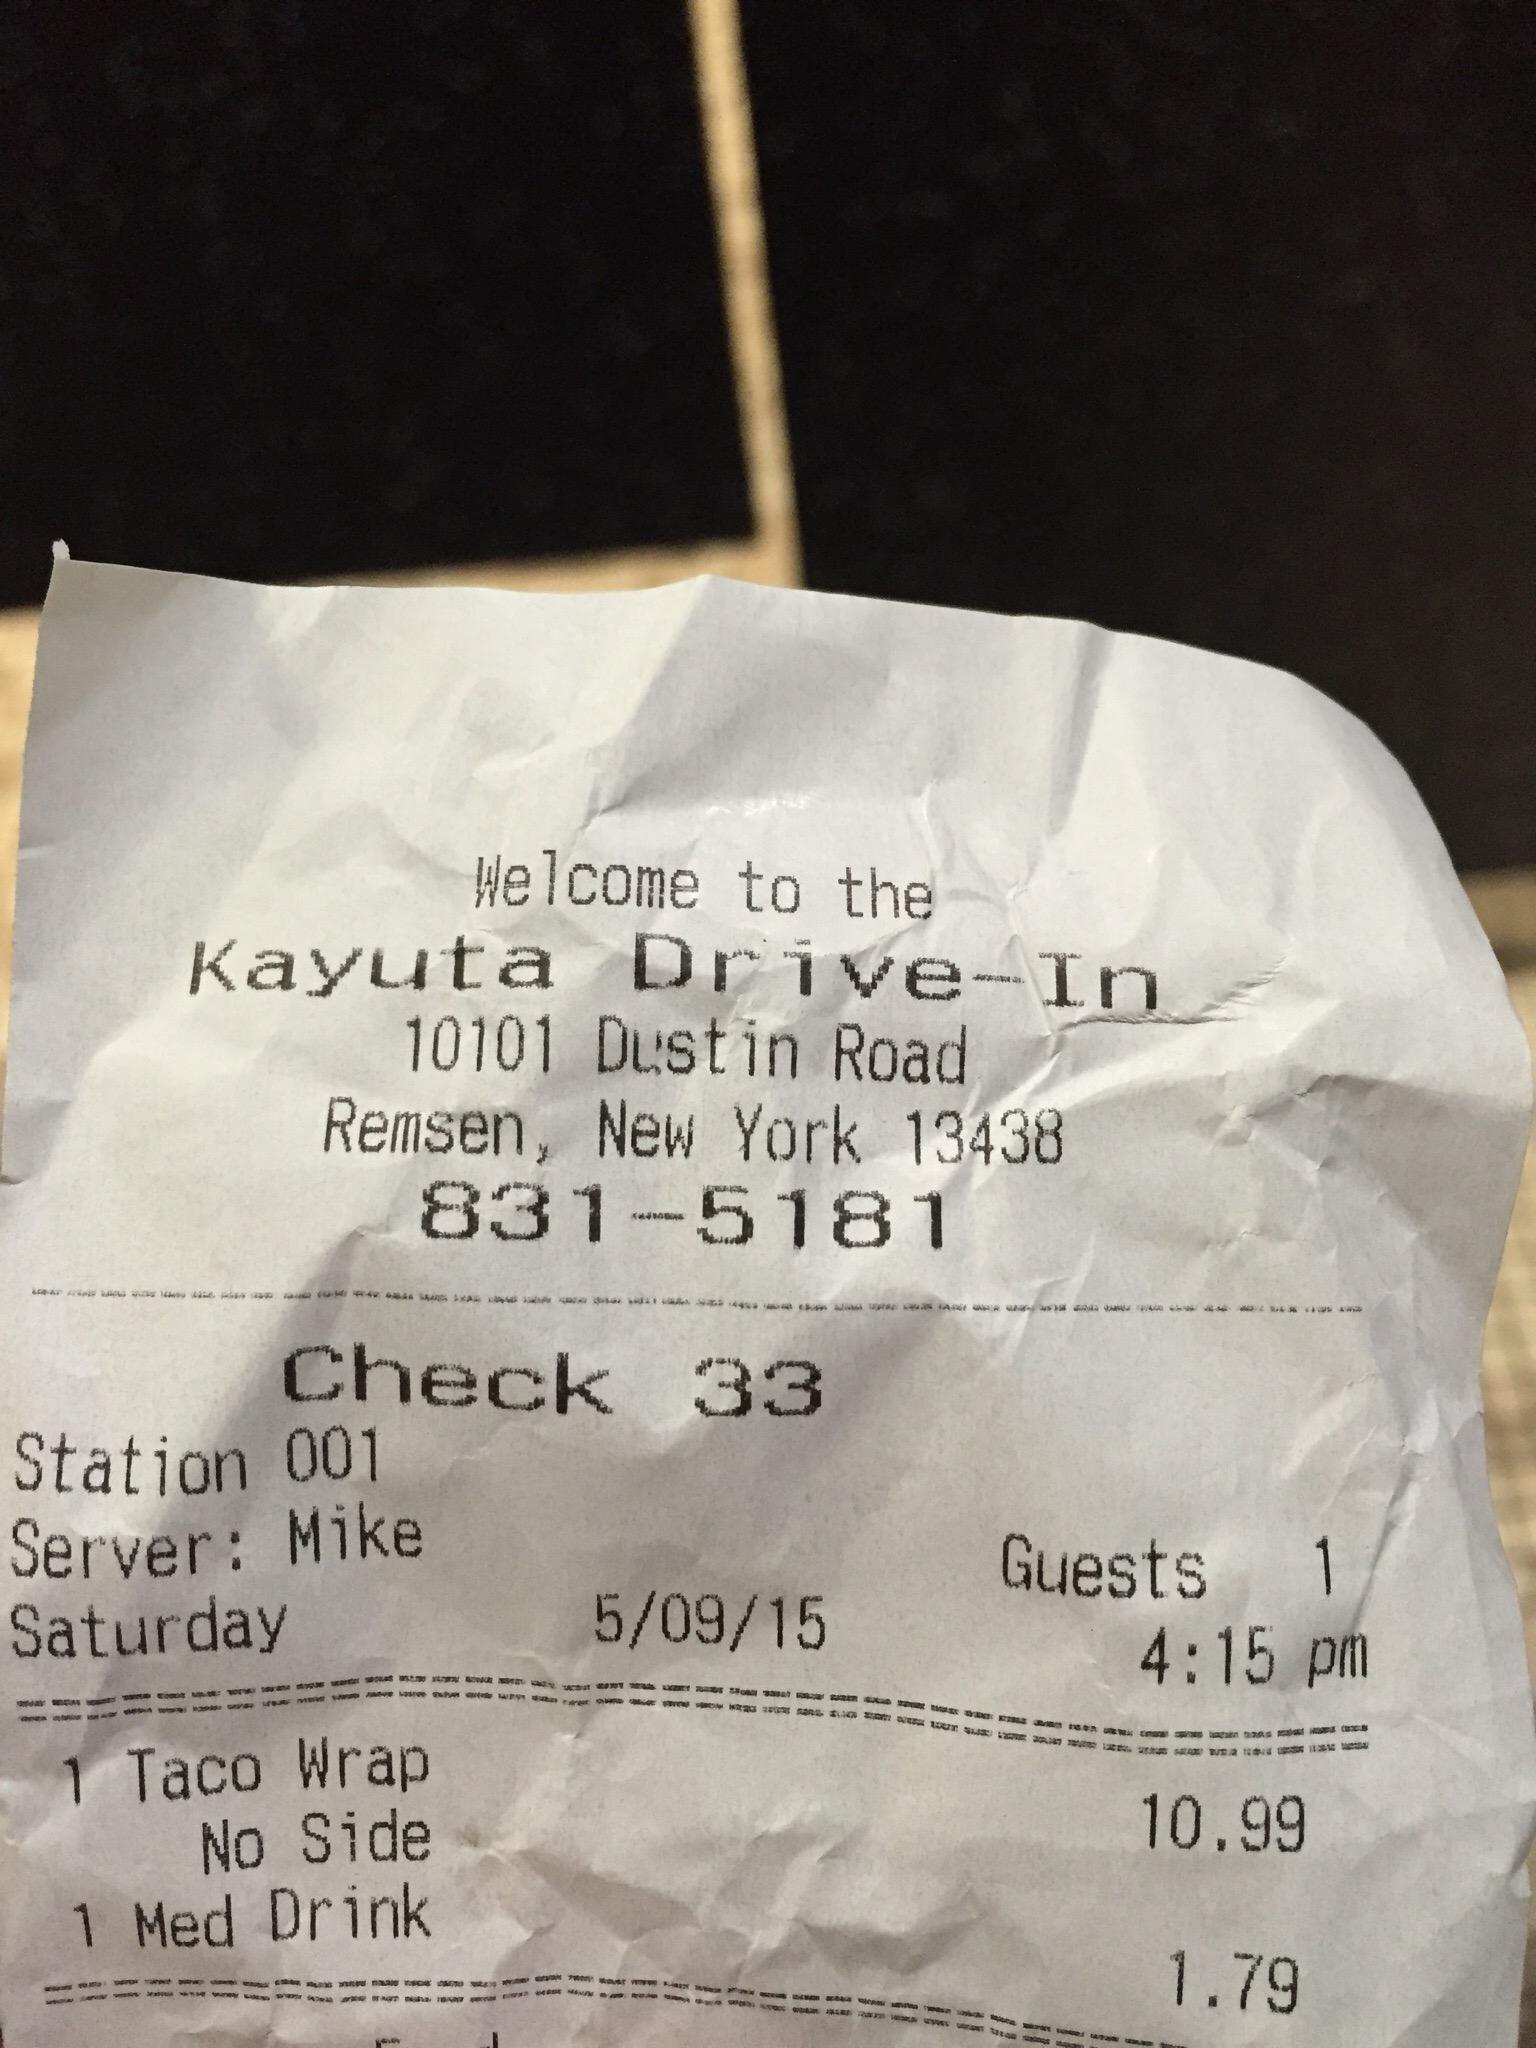 Welcome to the
Kayuta Drive-In
10101 Dustin Road
Remsen, New York 13438
831-5181
Check 33
Station 001
Server: Mike Guests 1
Saturday 5/09/15 4:15 pm
1 Taco Wrap 10.99
No Side
1 Med Drink 1.79